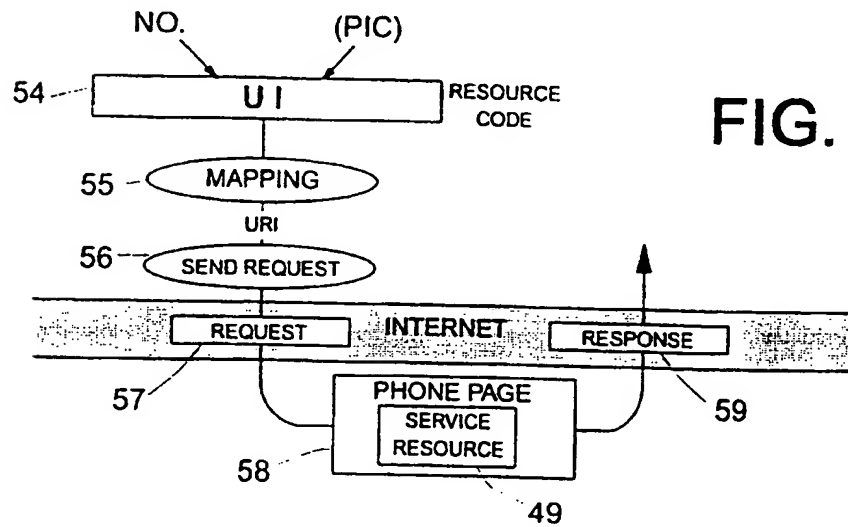 NO. (PIC)
54 U I RESOURCE
CODE
FIG.
55 MAPPING
URI
56 SEND REQUEST
REQUEST INTERNET RESPONSE
57 PHONE PAGE 59
SERVICE
RESOURCE
58
49